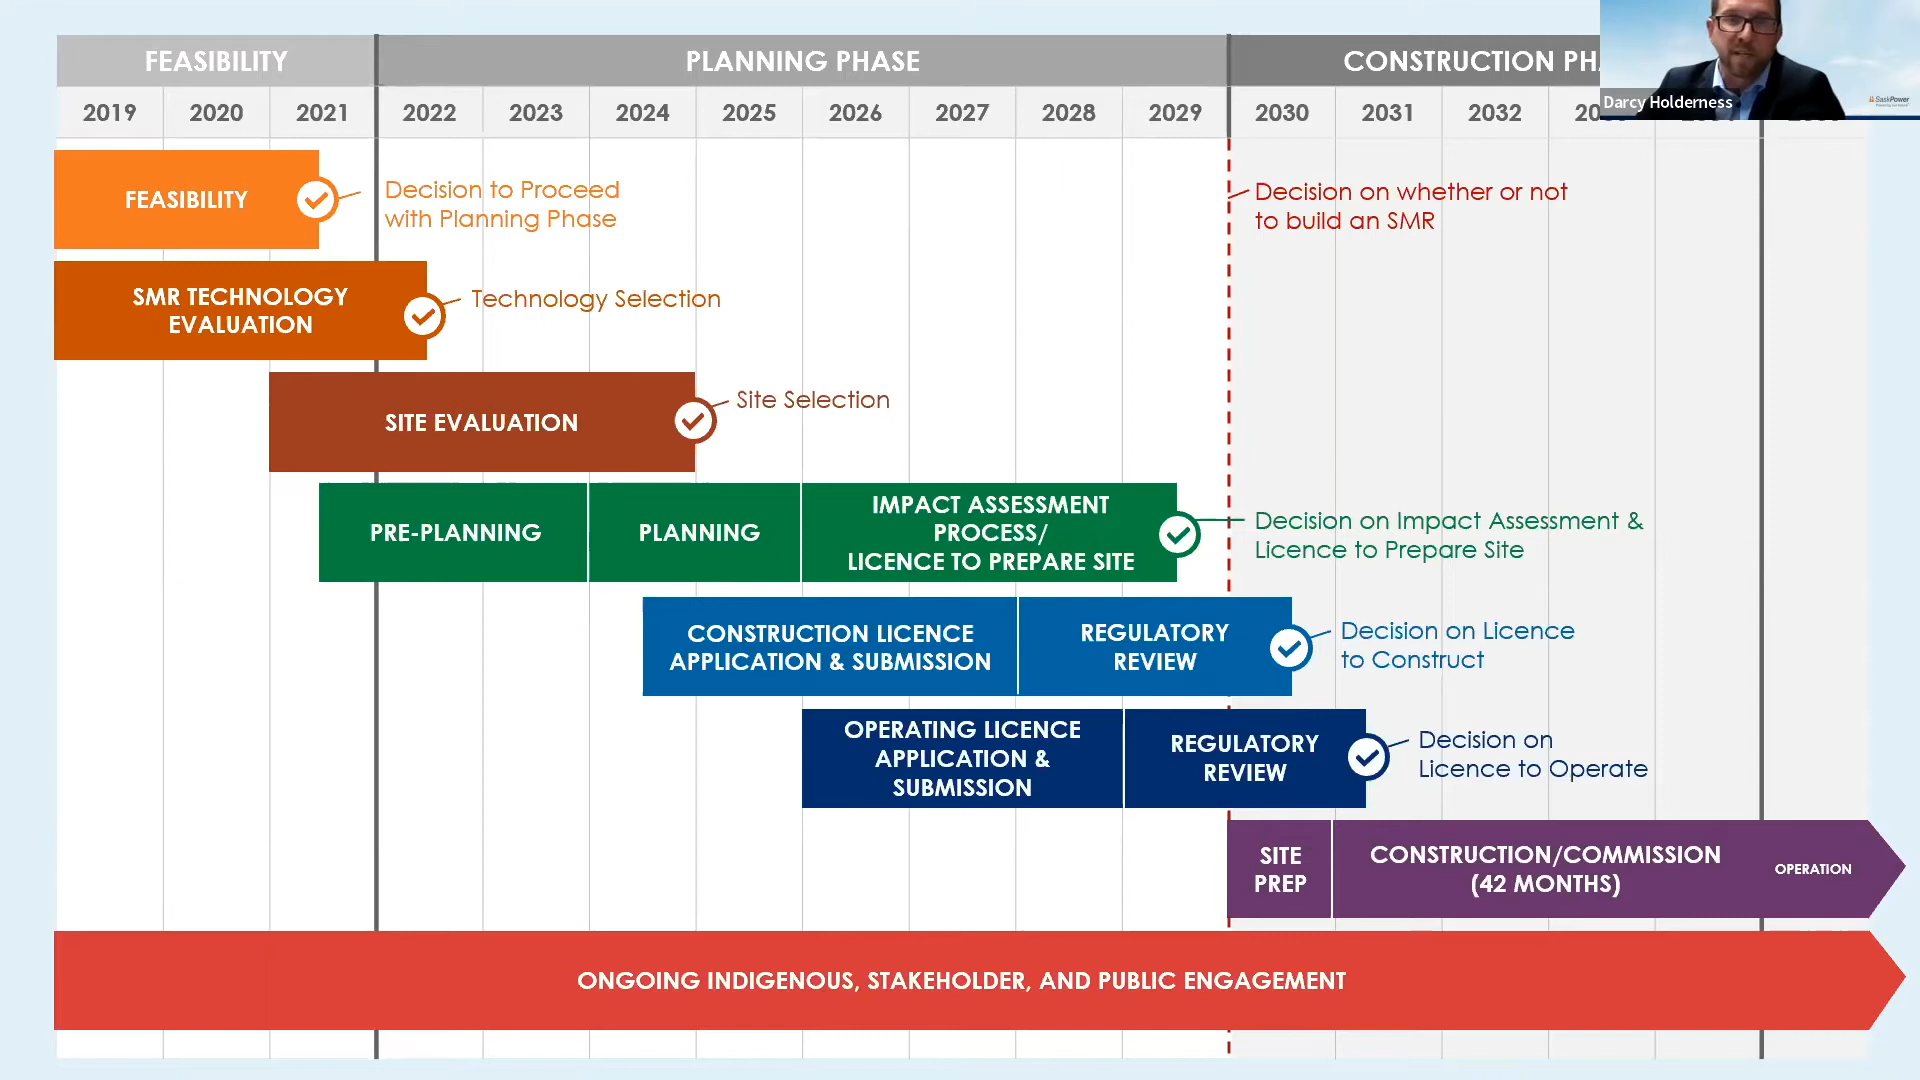 FEASIBILITY
PLANNING PHASE
CONSTRUCTION
Darcy Holderness
SaskPower
2019
2020
2021
2022
2023
2024
2025
2026
2027
2028
2029
2030
2031
2032
FEASIBILITY
Decision to Proceed
with Planning Phase
Decision on whether or not
to build an SMR
SMR TECHNOLOGY
EVALUATION
Technology Selection
SITE EVALUATION
Site Selection
PRE-PLANNING
PLANNING
IMPACT ASSESSMENT
PROCESS/
LICENCE TO PREPARE SITE
Decision on Impact Assessment &
Licence to Prepare Site
CONSTRUCTION LICENCE
APPLICATION & SUBMISSION
REGULATORY
REVIEW
Decision on Licence
to Construct
OPERATING LICENCE
APPLICATION &
SUBMISSION
REGULATORY
REVIEW
Decision on
Licence to Operate
SITE
PREP
CONSTRUCTION/COMMISSION
(42 MONTHS)
OPERATION
ONGOING INDIGENOUS, STAKEHOLDER, AND PUBLIC ENGAGEMENT